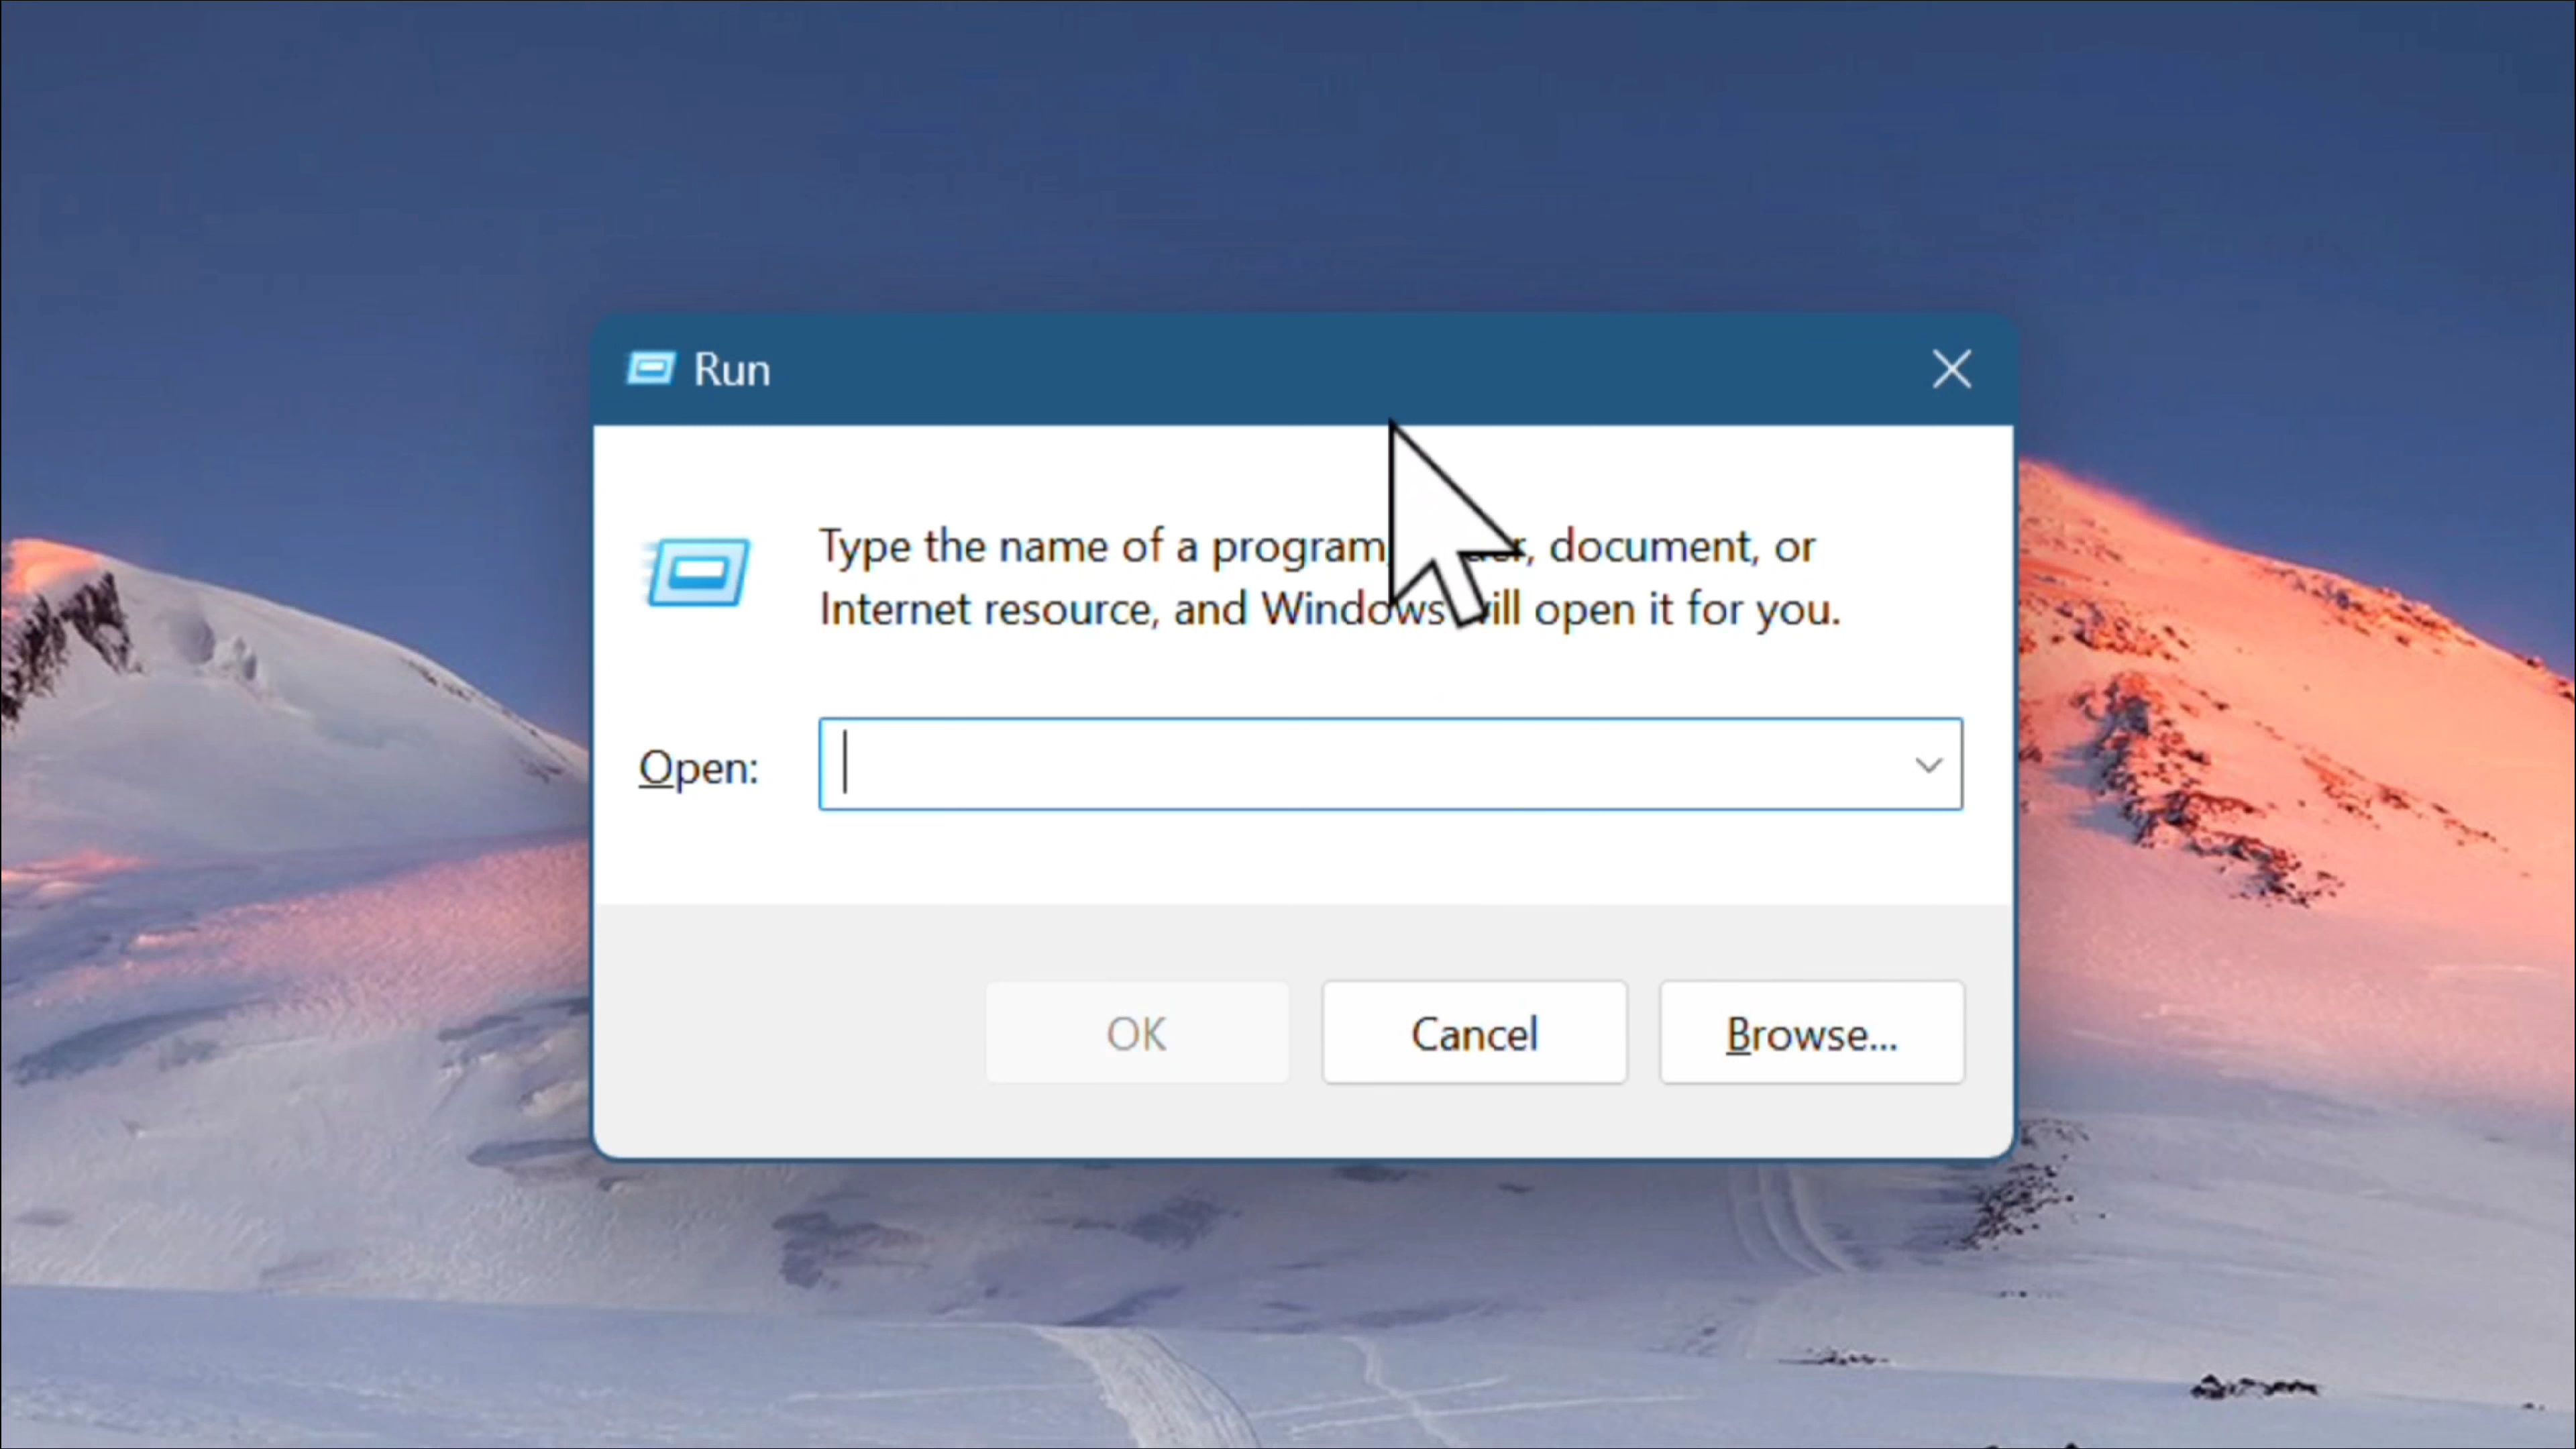 Run
Type the name of a program, document, or
Internet resource, and Windows will open it for you.
Open:
OK
Cancel
Browse...